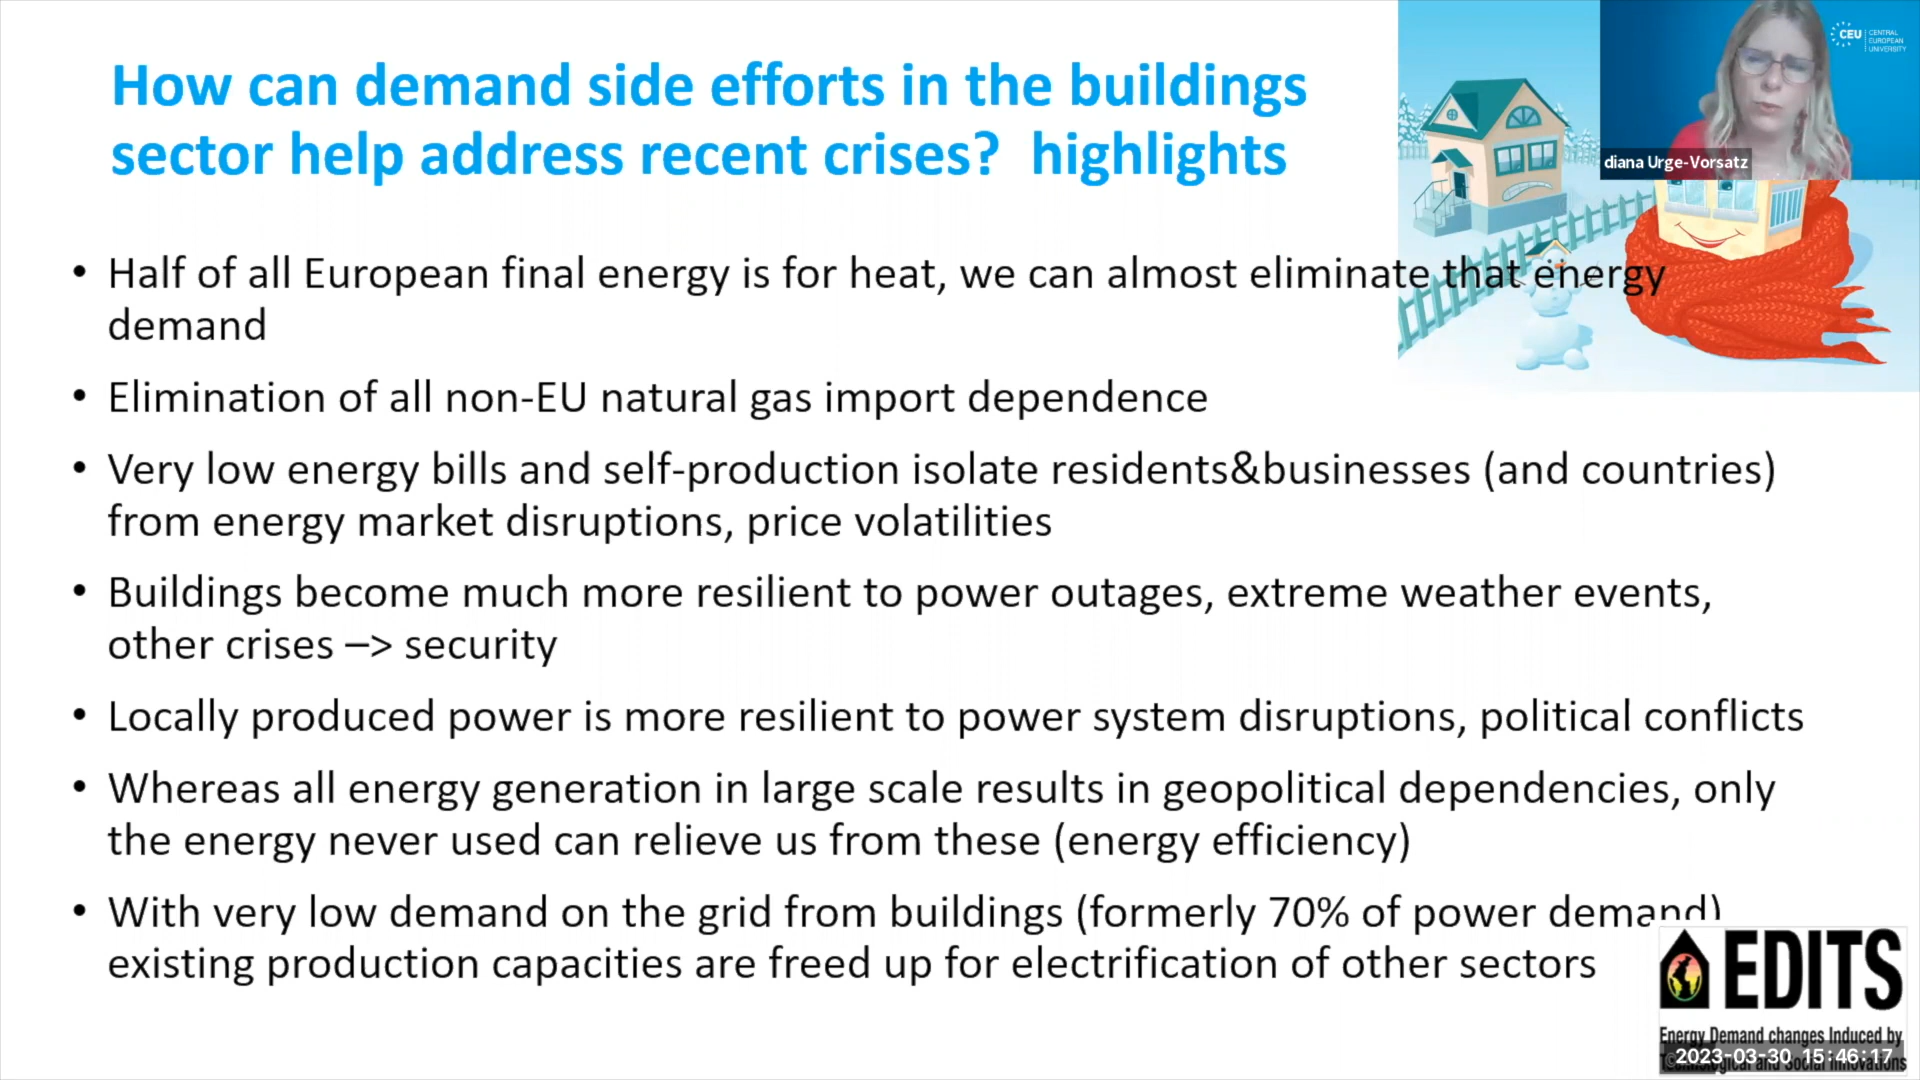 How can demand side efforts in the buildings
sector help address recent crises? highlights
CEU
CENTRAL
EUROPEAN
UNIVERSITY
diana Urge-Vorsatz
• Half of all European final energy is for heat, we can almost eliminate that energy
demand
• Elimination of all non-EU natural gas import dependence
• Very low energy bills and self-production isolate residents&businesses (and countries)
from energy market disruptions, price volatilities
• Buildings become much more resilient to power outages, extreme weather events,
other crises –> security
• Locally produced power is more resilient to power system disruptions, political conflicts
• Whereas all energy generation in large scale results in geopolitical dependencies, only
the energy never used can relieve us from these (energy efficiency)
• With very low demand on the grid from buildings (formerly 70% of power demand)
existing production capacities are freed up for electrification of other sectors
EDITS
Energy Demand changes Induced by
and Social Innovations
2023-03-30 15:46:17